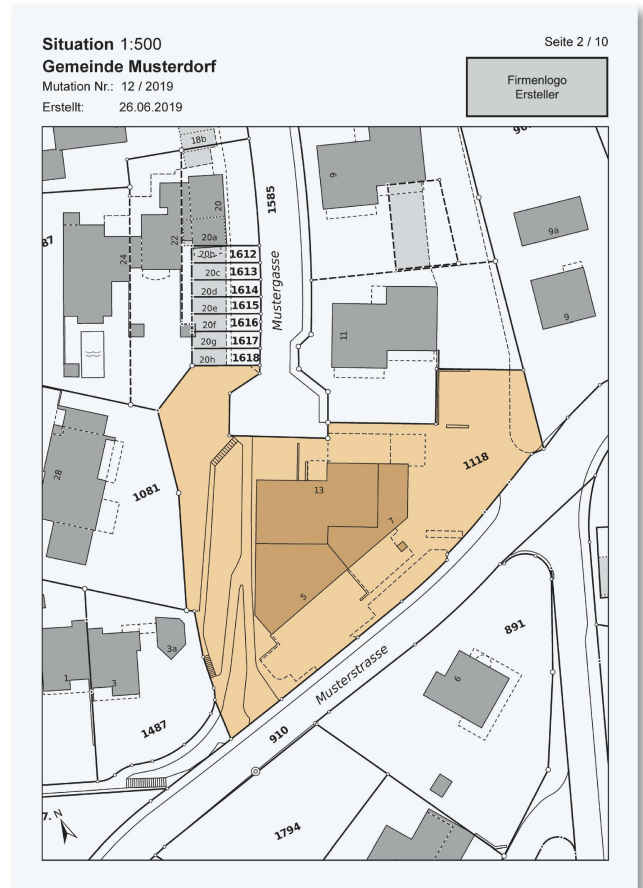 Situation 1:500
Seite 2 / 10
Gemeinde Musterdorf
Mutation Nr.: 12 / 2019
Erstellt: 26.06.2019
Firmenlogo
Ersteller
18b
1585
9
20
87
24
22
20a
20b 1612
20c 1613
20d 1614
20e 1615
20f 1616
20g 1617
20h 1618
Mustergasse
9a
9
11
28
1081
1118
13
7
5
3a
1
3
1487
Musterstrasse
910
891
6
7. N
1794